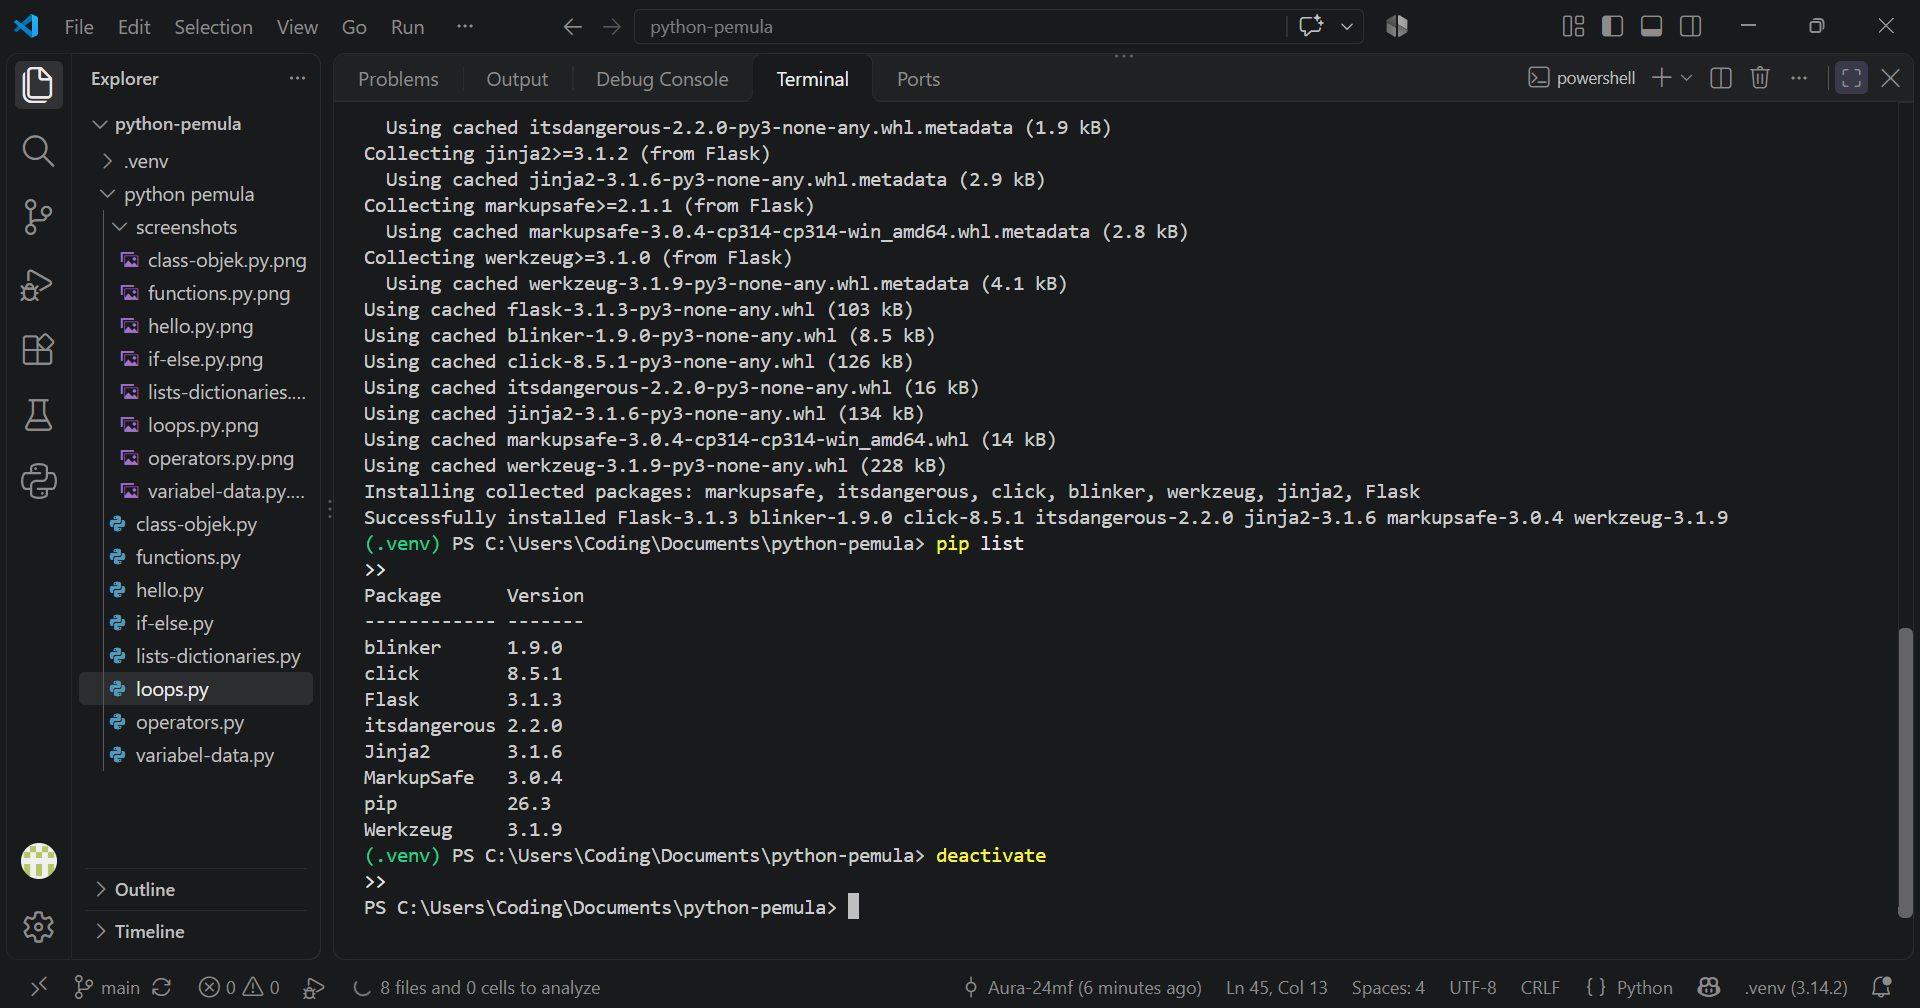 File Edit Selection View Go Run ···
python-pemula
Explorer
python-pemula
.venv
python pemula
screenshots
class-objek.py.png
functions.py.png
hello.py.png
if-else.py.png
lists-dictionaries....
loops.py.png
operators.py.png
variabel-data.py....
class-objek.py
functions.py
hello.py
if-else.py
lists-dictionaries.py
loops.py
operators.py
variabel-data.py
Outline
Timeline
Problems Output Debug Console Terminal Ports
powershell
Using cached itsdangerous-2.2.0-py3-none-any.whl.metadata (1.9 kB)
Collecting jinja2>=3.1.2 (from Flask)
Using cached jinja2-3.1.6-py3-none-any.whl.metadata (2.9 kB)
Collecting markupsafe>=2.1.1 (from Flask)
Using cached markupsafe-3.0.4-cp314-cp314-win_amd64.whl.metadata (2.8 kB)
Collecting werkzeug>=3.1.0 (from Flask)
Using cached werkzeug-3.1.9-py3-none-any.whl.metadata (4.1 kB)
Using cached flask-3.1.3-py3-none-any.whl (103 kB)
Using cached blinker-1.9.0-py3-none-any.whl (8.5 kB)
Using cached click-8.5.1-py3-none-any.whl (126 kB)
Using cached itsdangerous-2.2.0-py3-none-any.whl (16 kB)
Using cached jinja2-3.1.6-py3-none-any.whl (134 kB)
Using cached markupsafe-3.0.4-cp314-cp314-win_amd64.whl (14 kB)
Using cached werkzeug-3.1.9-py3-none-any.whl (228 kB)
Installing collected packages: markupsafe, itsdangerous, click, blinker, werkzeug, jinja2, Flask
Successfully installed Flask-3.1.3 blinker-1.9.0 click-8.5.1 itsdangerous-2.2.0 jinja2-3.1.6 markupsafe-3.0.4 werkzeug-3.1.9
(.venv) PS C:\Users\Coding\Documents\python-pemula> pip list
>>
Package      Version
------------ -------
blinker      1.9.0
click        8.5.1
Flask        3.1.3
itsdangerous 2.2.0
Jinja2       3.1.6
MarkupSafe   3.0.4
pip          26.3
Werkzeug     3.1.9
(.venv) PS C:\Users\Coding\Documents\python-pemula> deactivate
>>
PS C:\Users\Coding\Documents\python-pemula>
main 0 0 8 files and 0 cells to analyze Aura-24mf (6 minutes ago) Ln 45, Col 13 Spaces: 4 UTF-8 CRLF { } Python .venv (3.14.2)